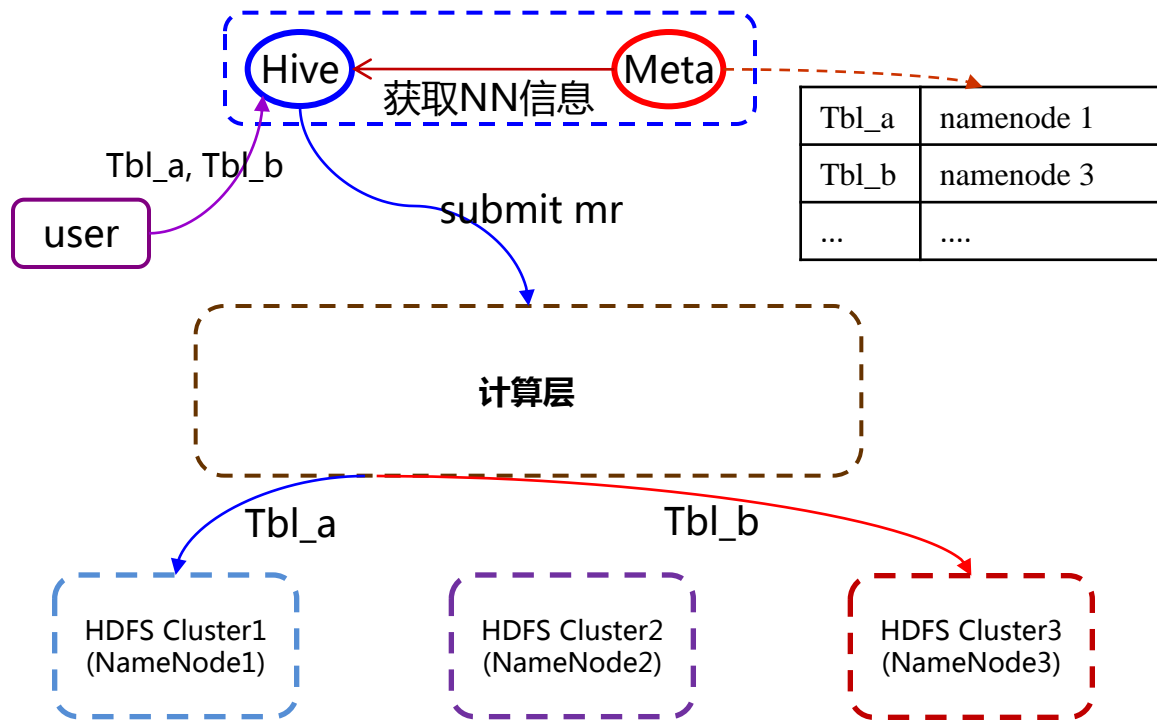 Hive
Meta
获取NN信息
Tbl_a namenode 1
Tbl_b namenode 3
... ....
Tbl_a, Tbl_b
user
submit mr
计算层
Tbl_a
Tbl_b
HDFS Cluster1
(NameNode1)
HDFS Cluster2
(NameNode2)
HDFS Cluster3
(NameNode3)